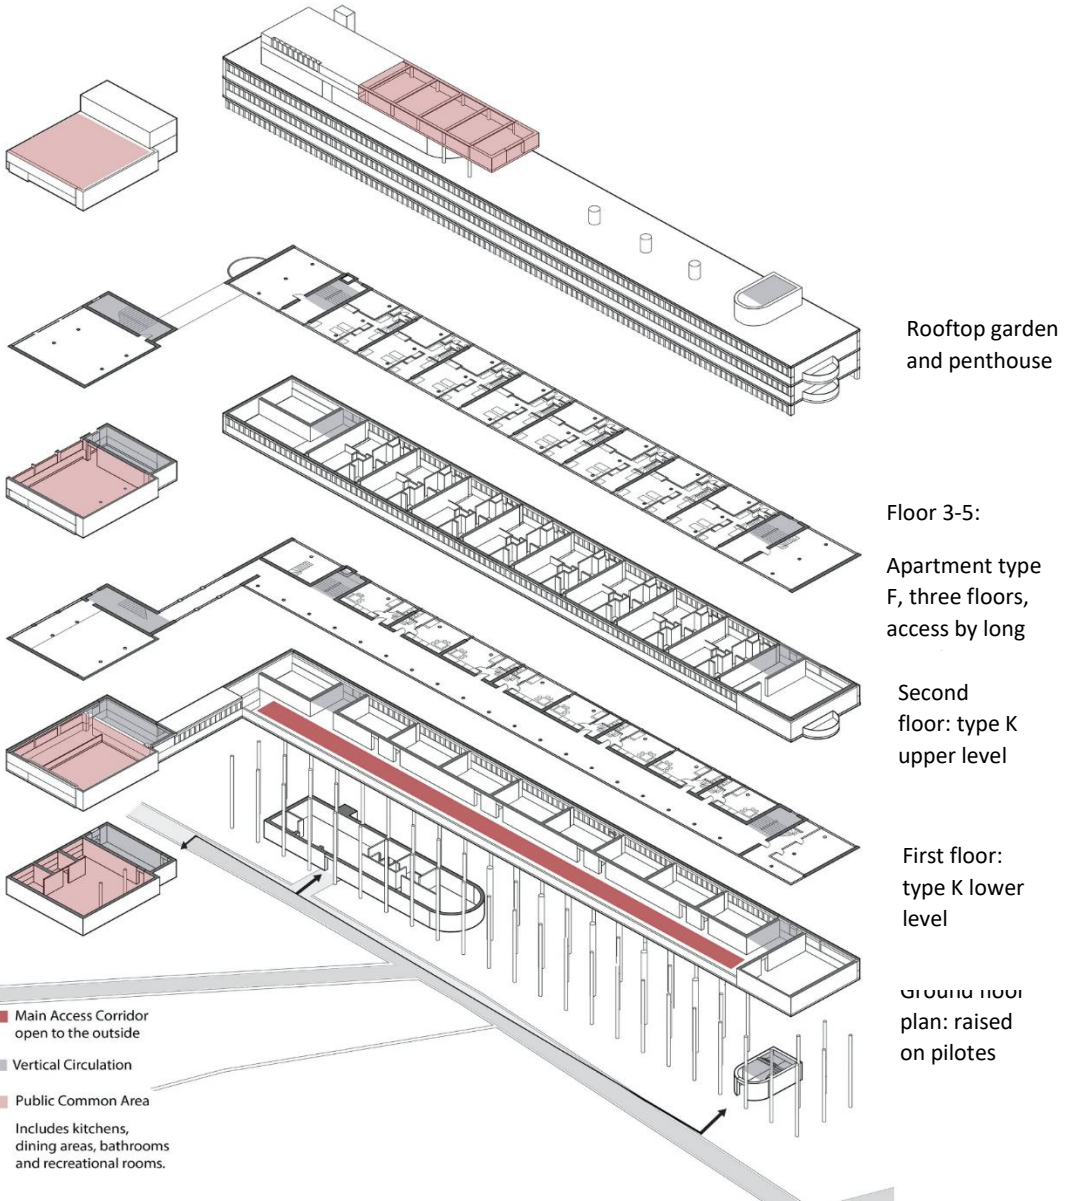 Rooftop garden
and penthouse
Floor 3-5:
Apartment type
F, three floors,
access by long
Second
floor: type K
upper level
First floor:
type K lower
level
Ground floor
plan: raised
on pilotes
Main Access Corridor
open to the outside
Vertical Circulation
Public Common Area
Includes kitchens,
dining areas, bathrooms
and recreational rooms.